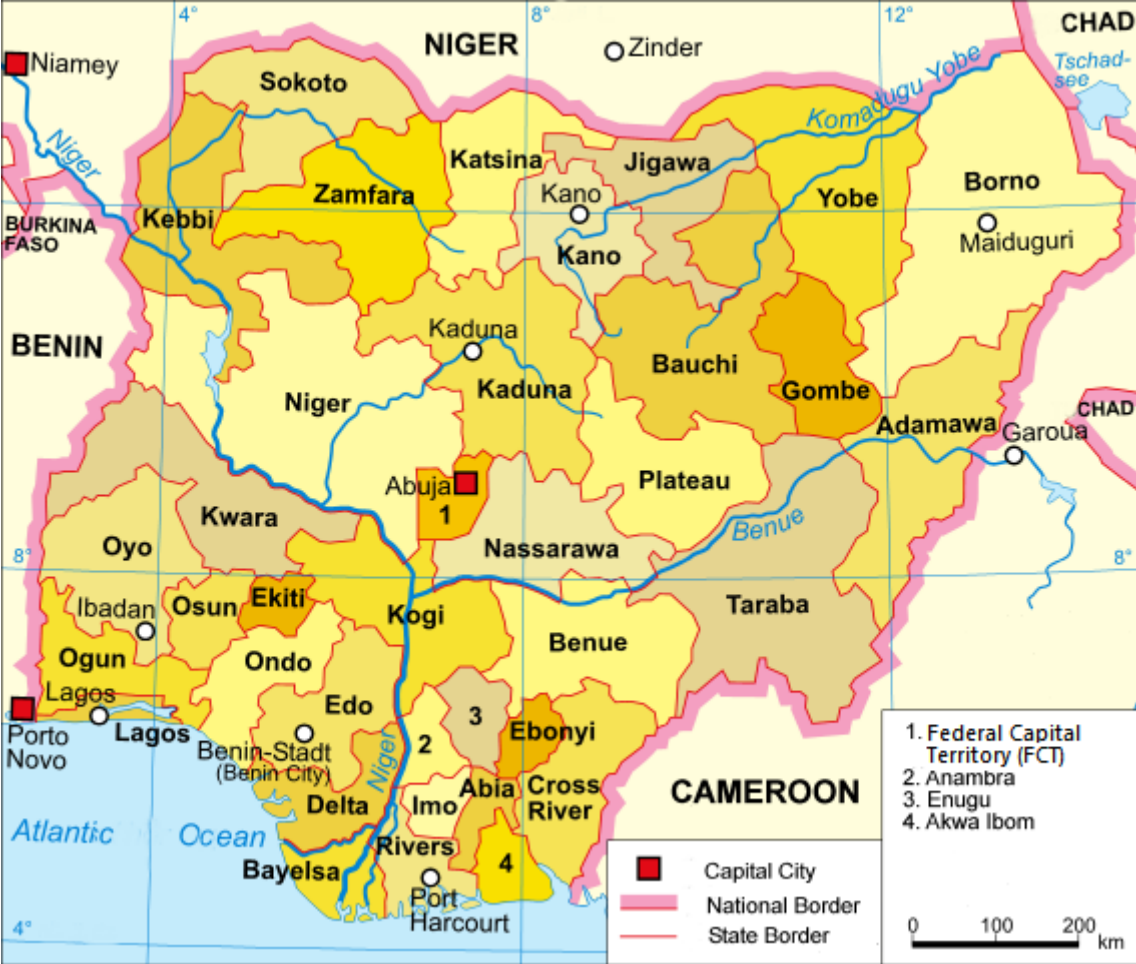 4°
8°
12°
CHAD
NIGER
Zinder
Niamey
Tschad-
see
Sokoto
Komadugu Yobe
Niger
Katsina
Jigawa
Zamfara
Kano
Yobe
Borno
Kebbi
BURKINA
FASO
Maiduguri
Kano
Kaduna
BENIN
Bauchi
Kaduna
Gombe
Niger
CHAD
Adamawa
Garoua
Abuja
Plateau
1
Kwara
Benue
Oyo
Nassarawa
8°
8°
Ekiti
Osun
Ibadan
Kogi
Taraba
Benue
Ogun
Ondo
Lagos
Edo
3
Porto
Novo
Lagos
Ebonyi
Benin-Stadt
(Benin City)
2
Niger
Abia
Cross
River
Delta
Imo
CAMEROON
Atlantic Ocean
Rivers
Bayelsa
4
Port
Harcourt
4°
1. Federal Capital
Territory (FCT)
2. Anambra
3. Enugu
4. Akwa Ibom
Capital City
National Border
State Border
0 100 200
km